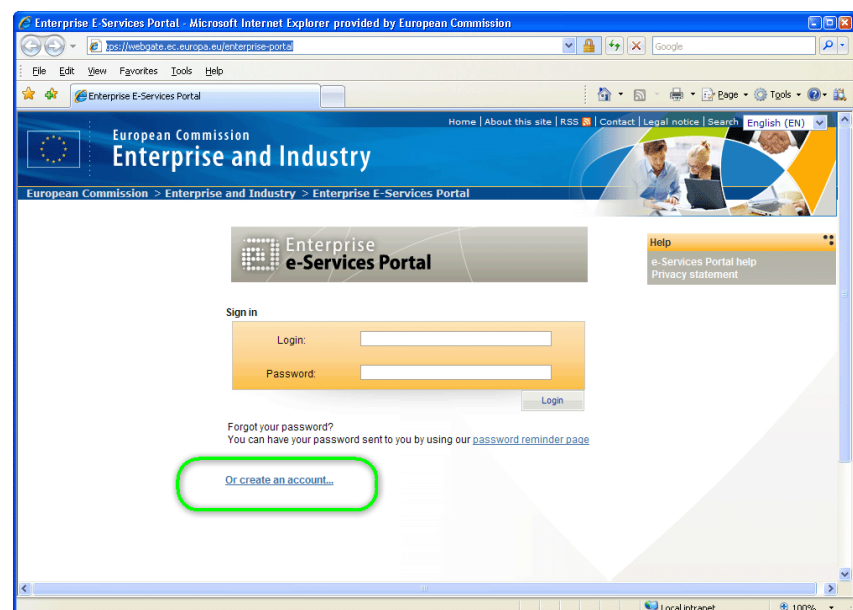 Enterprise E-Services Portal - Microsoft Internet Explorer provided by European Commission
tps://webgate.ec.europa.eu/enterprise-portal
Google
File Edit View Favorites Tools Help
Enterprise E-Services Portal
Page Tools
Home | About this site | RSS | Contact | Legal notice | Search English (EN)
European Commission
Enterprise and Industry
European Commission > Enterprise and Industry > Enterprise E-Services Portal
Enterprise
e-Services Portal
Help
e-Services Portal help
Privacy statement
Sign in
Login:
Password:
Login
Forgot your password?
You can have your password sent to you by using our password reminder page
Or create an account...
Local intranet 100%